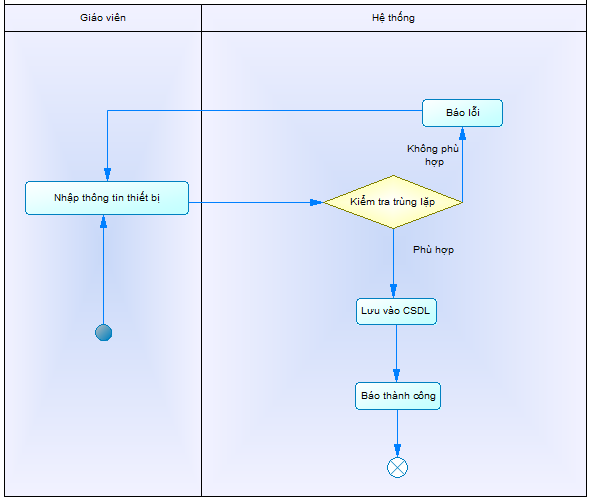 Giáo viên
Hệ thống
Báo lỗi
Không phù
hợp
Nhập thông tin thiết bị
Kiểm tra trùng lặp
Phù hợp
Lưu vào CSDL
Báo thành công